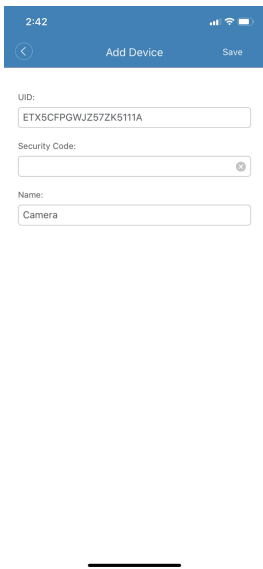 2:42
Add Device
Save
UID:
ETX5CFPGWJZ57ZK5111A
Security Code:
Name:
Camera